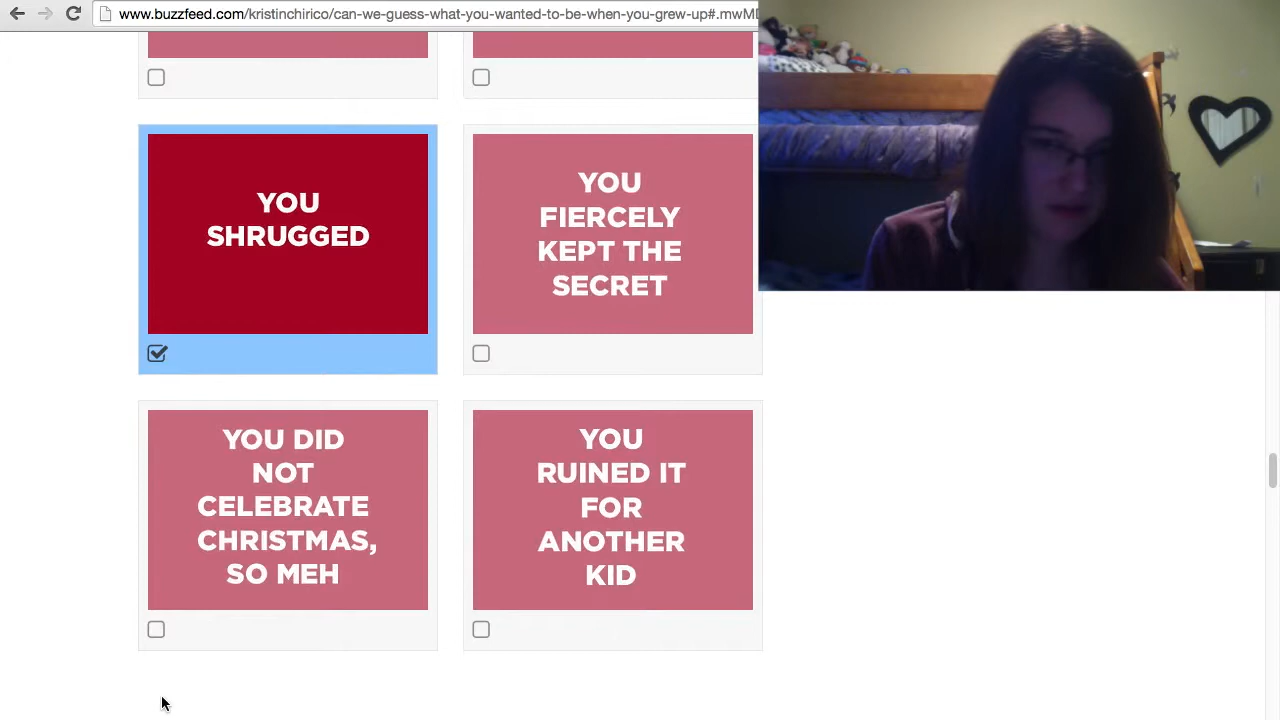 www.buzzfeed.com/kristinchirico/can-we-guess-what-you-wanted-to-be-when-you-grew-up#.mwM
YOU
SHRUGGED
YOU
FIERCELY
KEPT THE
SECRET
YOU DID
NOT
CELEBRATE
CHRISTMAS,
SO MEH
YOU
RUINED IT
FOR
ANOTHER
KID